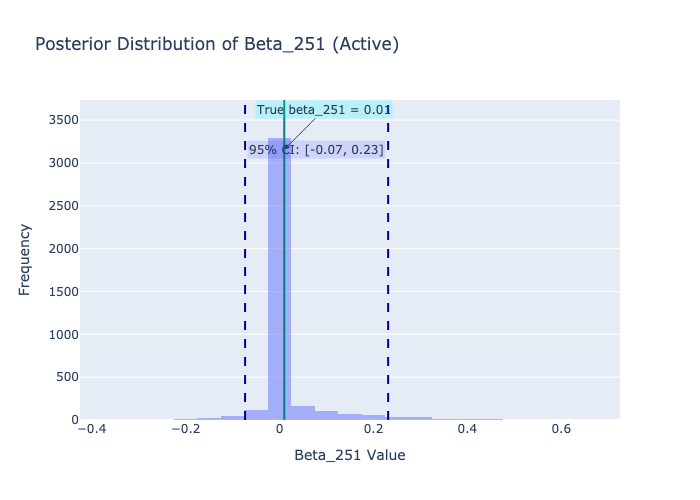 Posterior Distribution of Beta_251 (Active)
True beta_251 = 0.01
95% CI: [-0.07, 0.23]
3500
3000
2500
2000
1500
1000
500
0
Frequency
−0.4
−0.2
0
0.2
0.4
0.6
Beta_251 Value